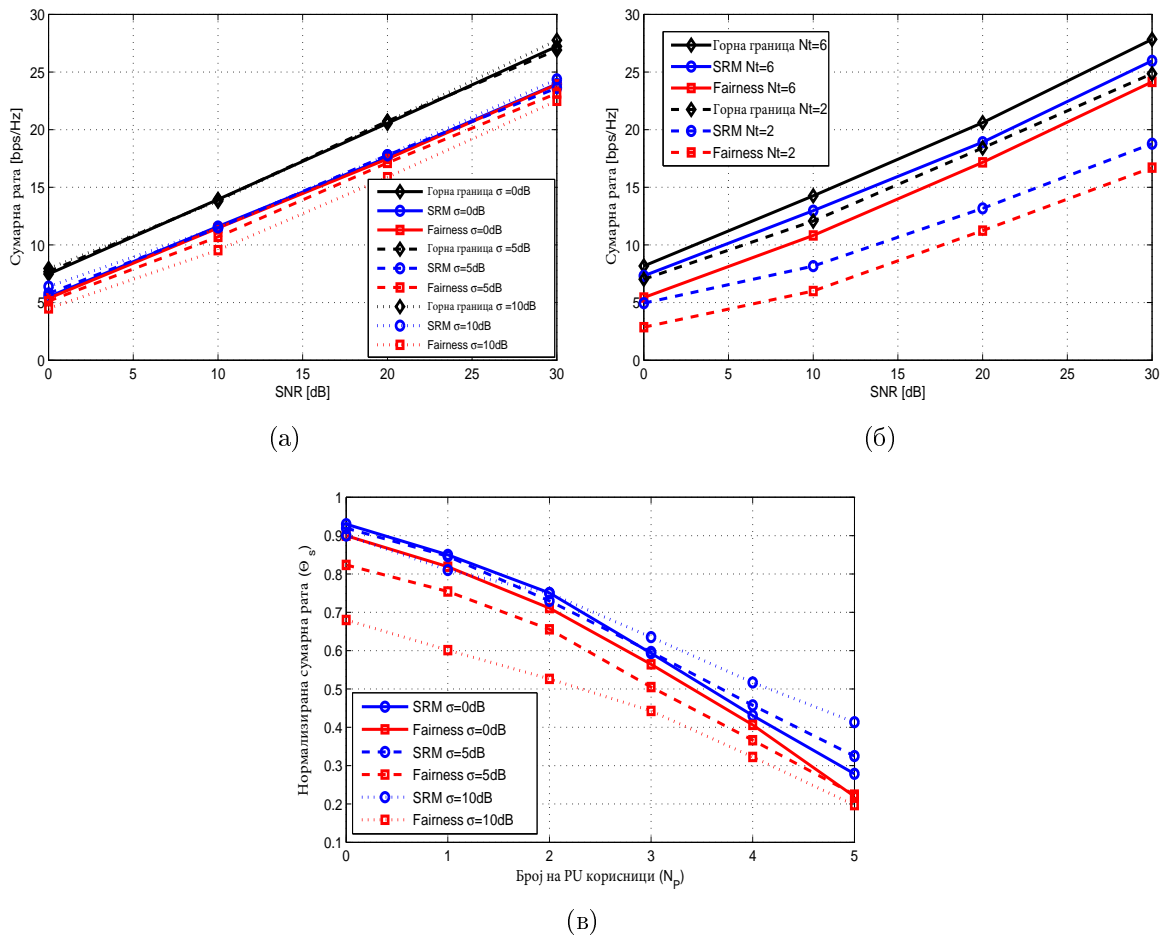 30
25
20
15
10
5
0
Сумарна рата [bps/Hz]
Горна граница σ =0dB
SRM σ=0dB
Fairness σ=0dB
Горна граница σ=5dB
SRM σ=5dB
Fairness σ=5dB
Горна граница σ=10dB
SRM σ=10dB
Fairness σ=10dB
0 5 10 15 20 25 30
SNR [dB]
(а)
30
25
20
15
10
5
0
Сумарна рата [bps/Hz]
Горна граница Nt=6
SRM Nt=6
Fairness Nt=6
Горна граница Nt=2
SRM Nt=2
Fairness Nt=2
0 5 10 15 20 25 30
SNR [dB]
(б)
1
0.9
0.8
0.7
0.6
0.5
0.4
0.3
0.2
0.1
Нормализирана сумарна рата (Θ_s)
SRM σ=0dB
Fairness σ=0dB
SRM σ=5dB
Fairness σ=5dB
SRM σ=10dB
Fairness σ=10dB
0 1 2 3 4 5
Број на PU корисници (N_p)
(в)